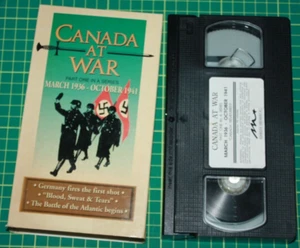 CANADA
AT
WAR
PART ONE IN A SERIES
MARCH 1936 - OCTOBER 1941
• Germany fires the first shot •
• "Blood, Sweat & Tears" •
• The Battle of the Atlantic begins •
CANADA AT WAR
MARCH 1936 - OCTOBER 1941